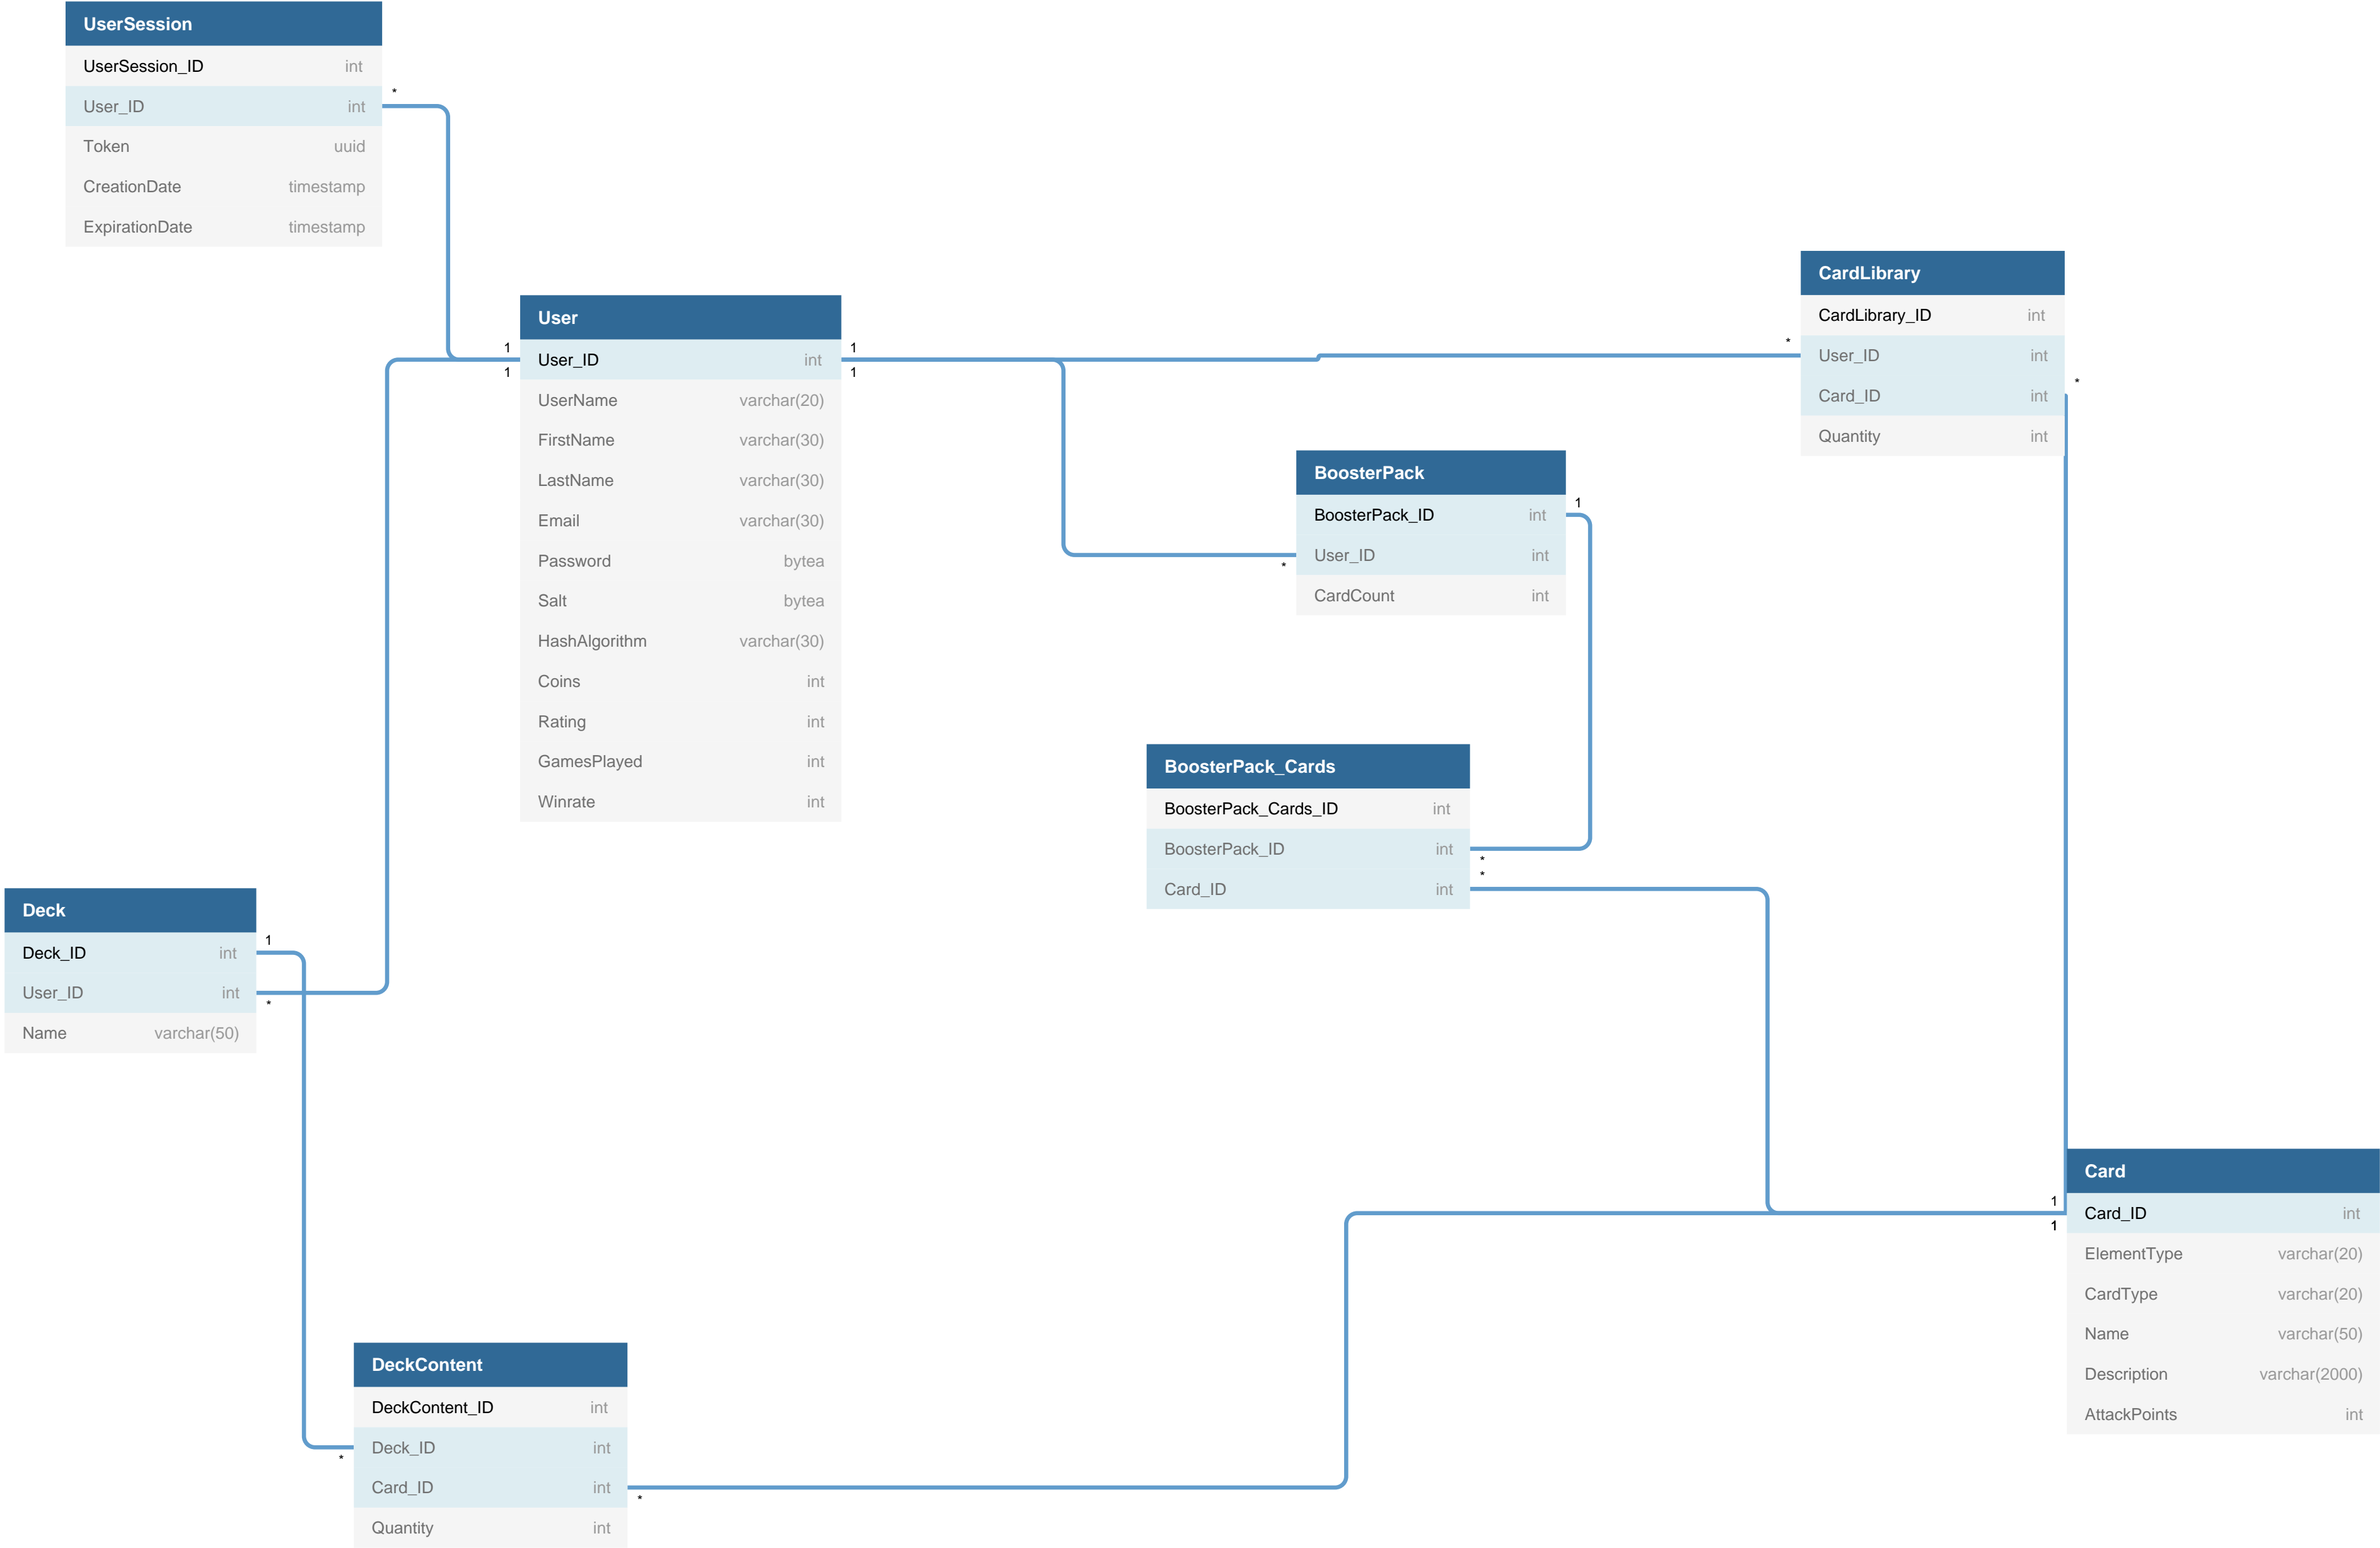 UserSession
UserSession_ID int
*
User_ID int
Token uuid
CreationDate timestamp
ExpirationDate timestamp
User
1
User_ID int
1
1
1
UserName varchar(20)
FirstName varchar(30)
LastName varchar(30)
Email varchar(30)
Password bytea
Salt bytea
HashAlgorithm varchar(30)
Coins int
Rating int
GamesPlayed int
Winrate int
CardLibrary
CardLibrary_ID int
*
User_ID int
*
Card_ID int
Quantity int
BoosterPack
1
BoosterPack_ID int
User_ID int
*
CardCount int
BoosterPack_Cards
BoosterPack_Cards_ID int
BoosterPack_ID int
*
*
Card_ID int
Deck
1
Deck_ID int
User_ID int
*
Name varchar(50)
Card
1
Card_ID int
1
ElementType varchar(20)
CardType varchar(20)
Name varchar(50)
Description varchar(2000)
AttackPoints int
DeckContent
DeckContent_ID int
Deck_ID int
*
Card_ID int
*
Quantity int